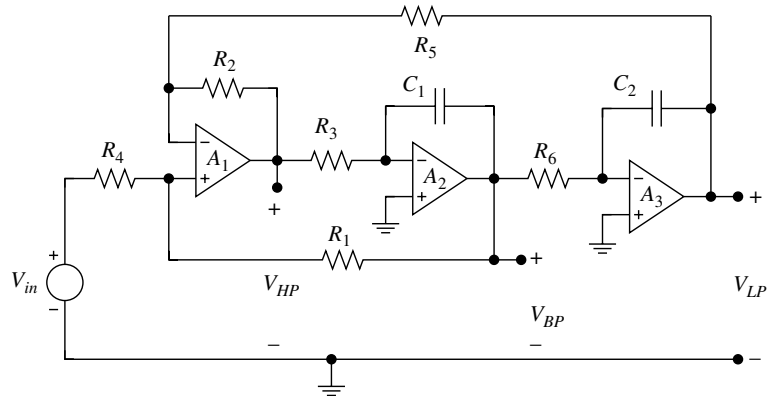 R5
R2
C1
C2
R3
R4
A1
−
+
A2
−
+
R6
A3
−
+
+
+
R1
+
Vin
−
VHP
+
VBP
VLP
−
−
−